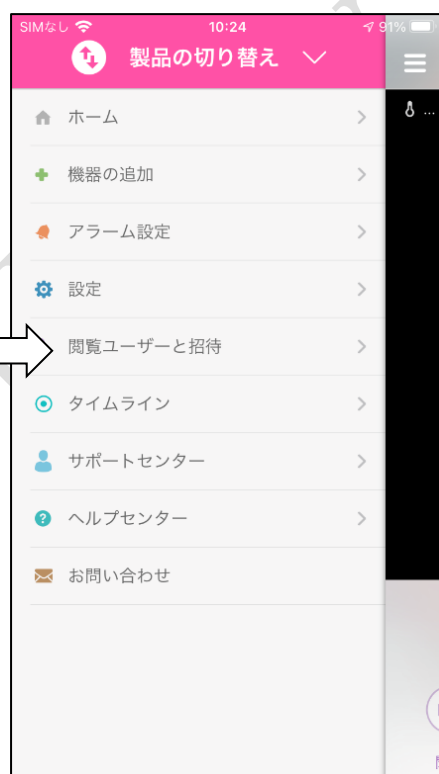 SIMなし 10:24 91%
製品の切り替え
ホーム
…
機器の追加
アラーム設定
設定
閲覧ユーザーと招待
タイムライン
サポートセンター
ヘルプセンター
お問い合わせ